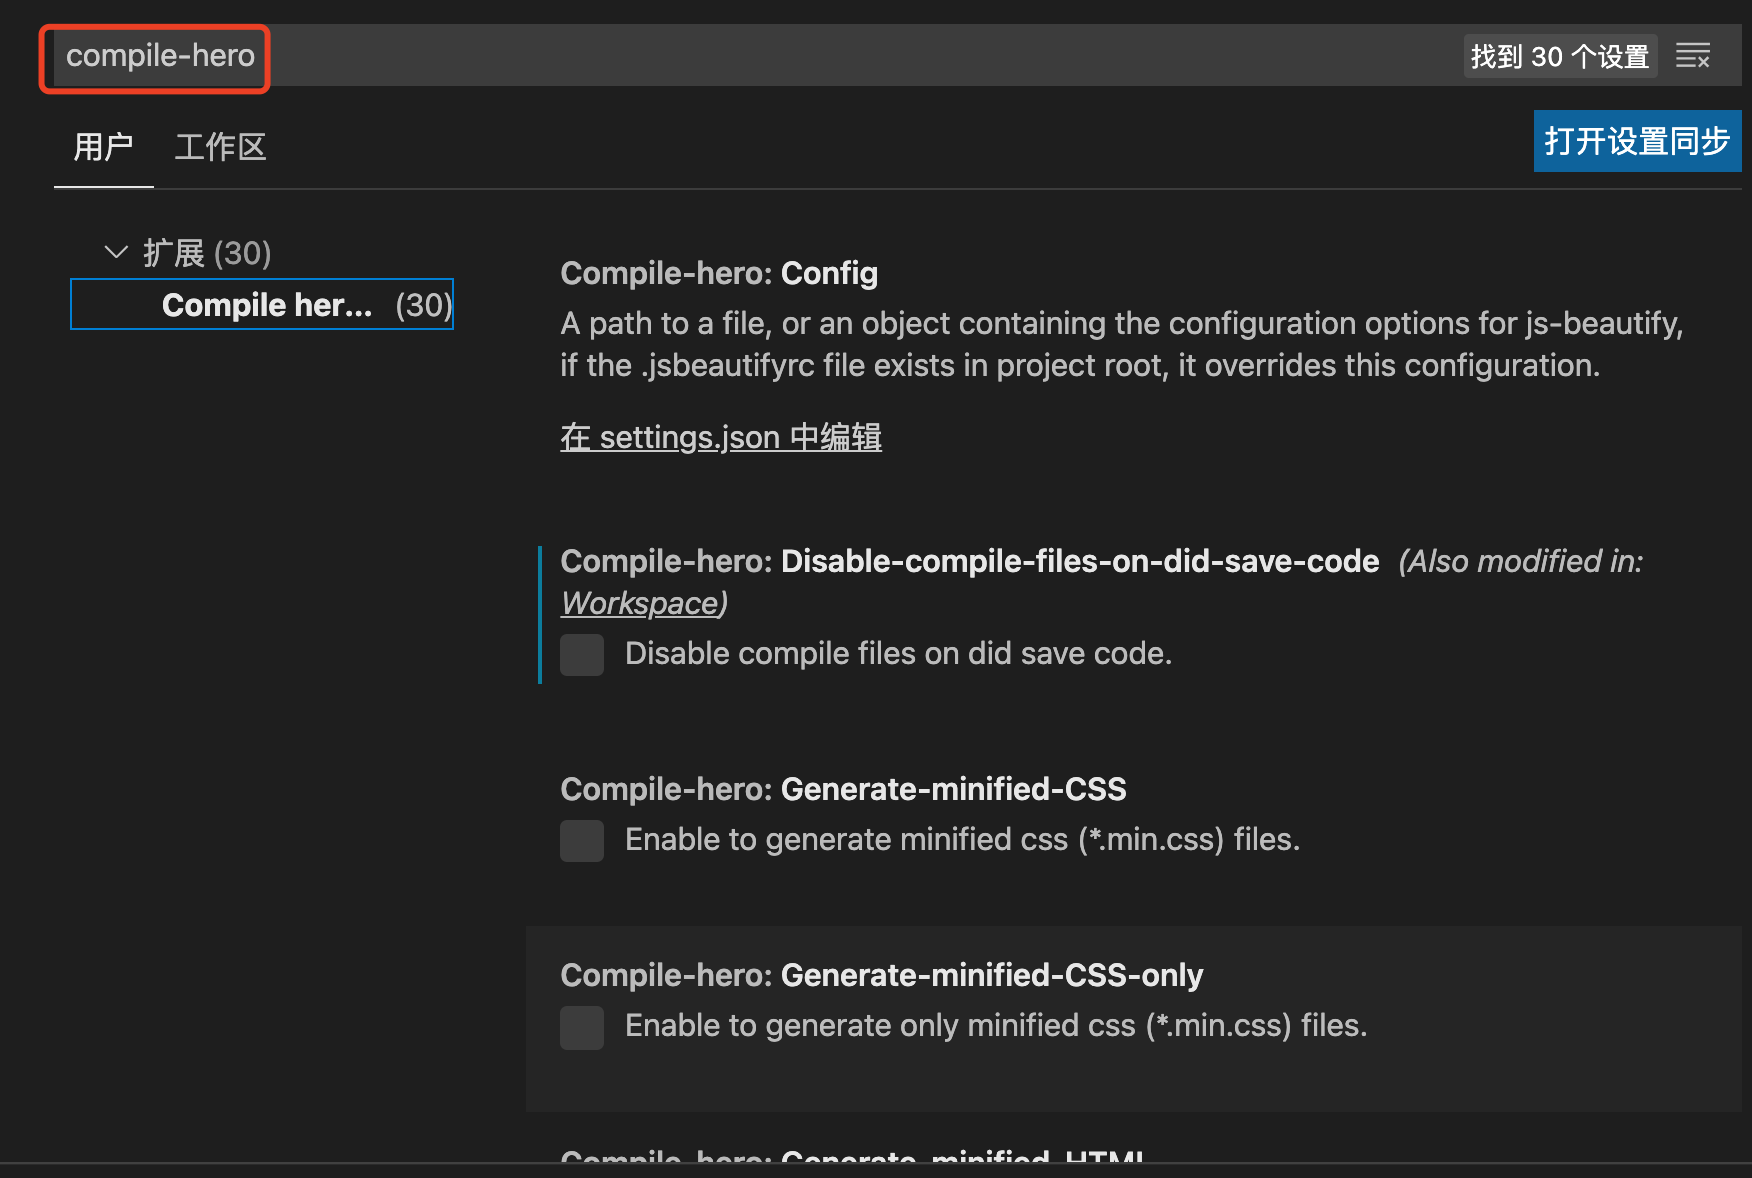 compile-hero
找到 30 个设置
用户
工作区
打开设置同步
扩展 (30)
Compile her... (30)
Compile-hero: Config
A path to a file, or an object containing the configuration options for js-beautify,
if the .jsbeautifyrc file exists in project root, it overrides this configuration.
在 settings.json 中编辑
Compile-hero: Disable-compile-files-on-did-save-code (Also modified in:
Workspace)
Disable compile files on did save code.
Compile-hero: Generate-minified-CSS
Enable to generate minified css (*.min.css) files.
Compile-hero: Generate-minified-CSS-only
Enable to generate only minified css (*.min.css) files.
Compile-hero: Generate-minified-HTML